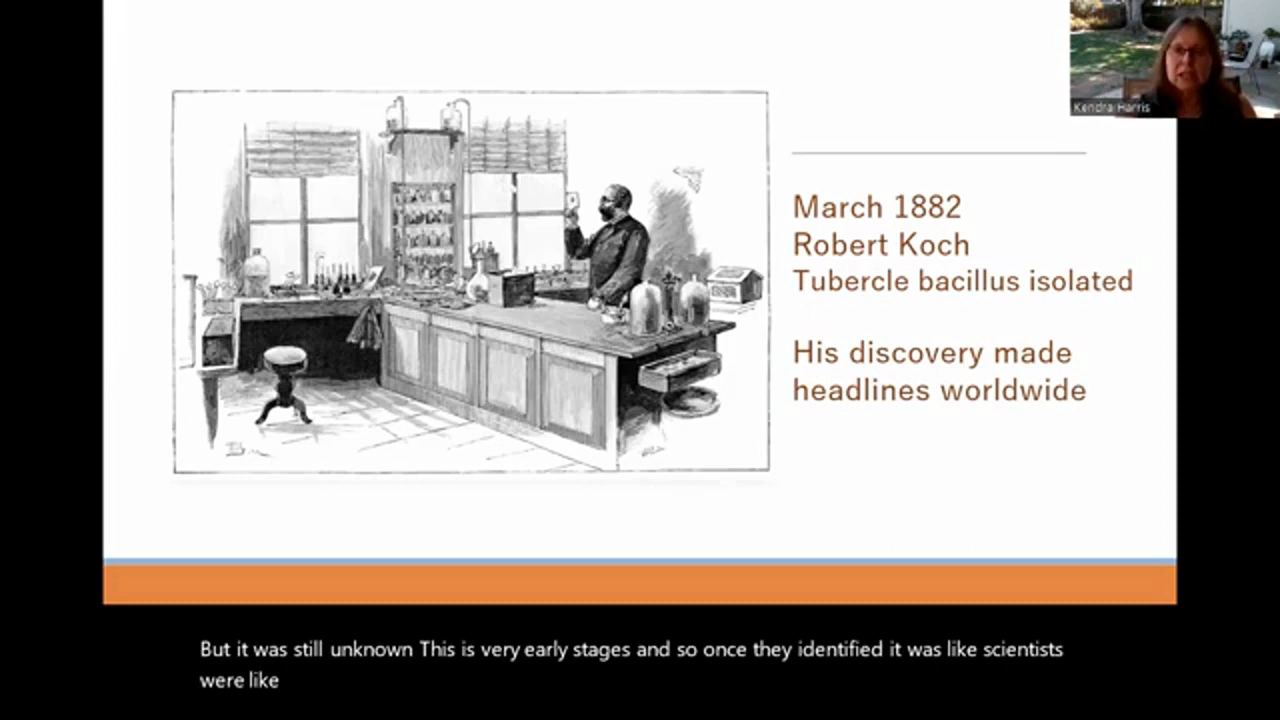 Kendra Harris
March 1882
Robert Koch
Tubercle bacillus isolated
His discovery made
headlines worldwide
But it was still unknown This is very early stages and so once they identified it was like scientists
were like